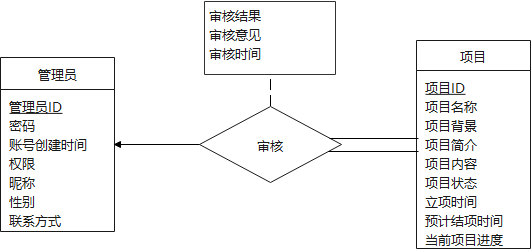 审核结果
审核意见
审核时间
管理员
管理员ID
密码
账号创建时间
权限
昵称
性别
联系方式
审核
项目
项目ID
项目名称
项目背景
项目简介
项目内容
项目状态
立项时间
预计结项时间
当前项目进度